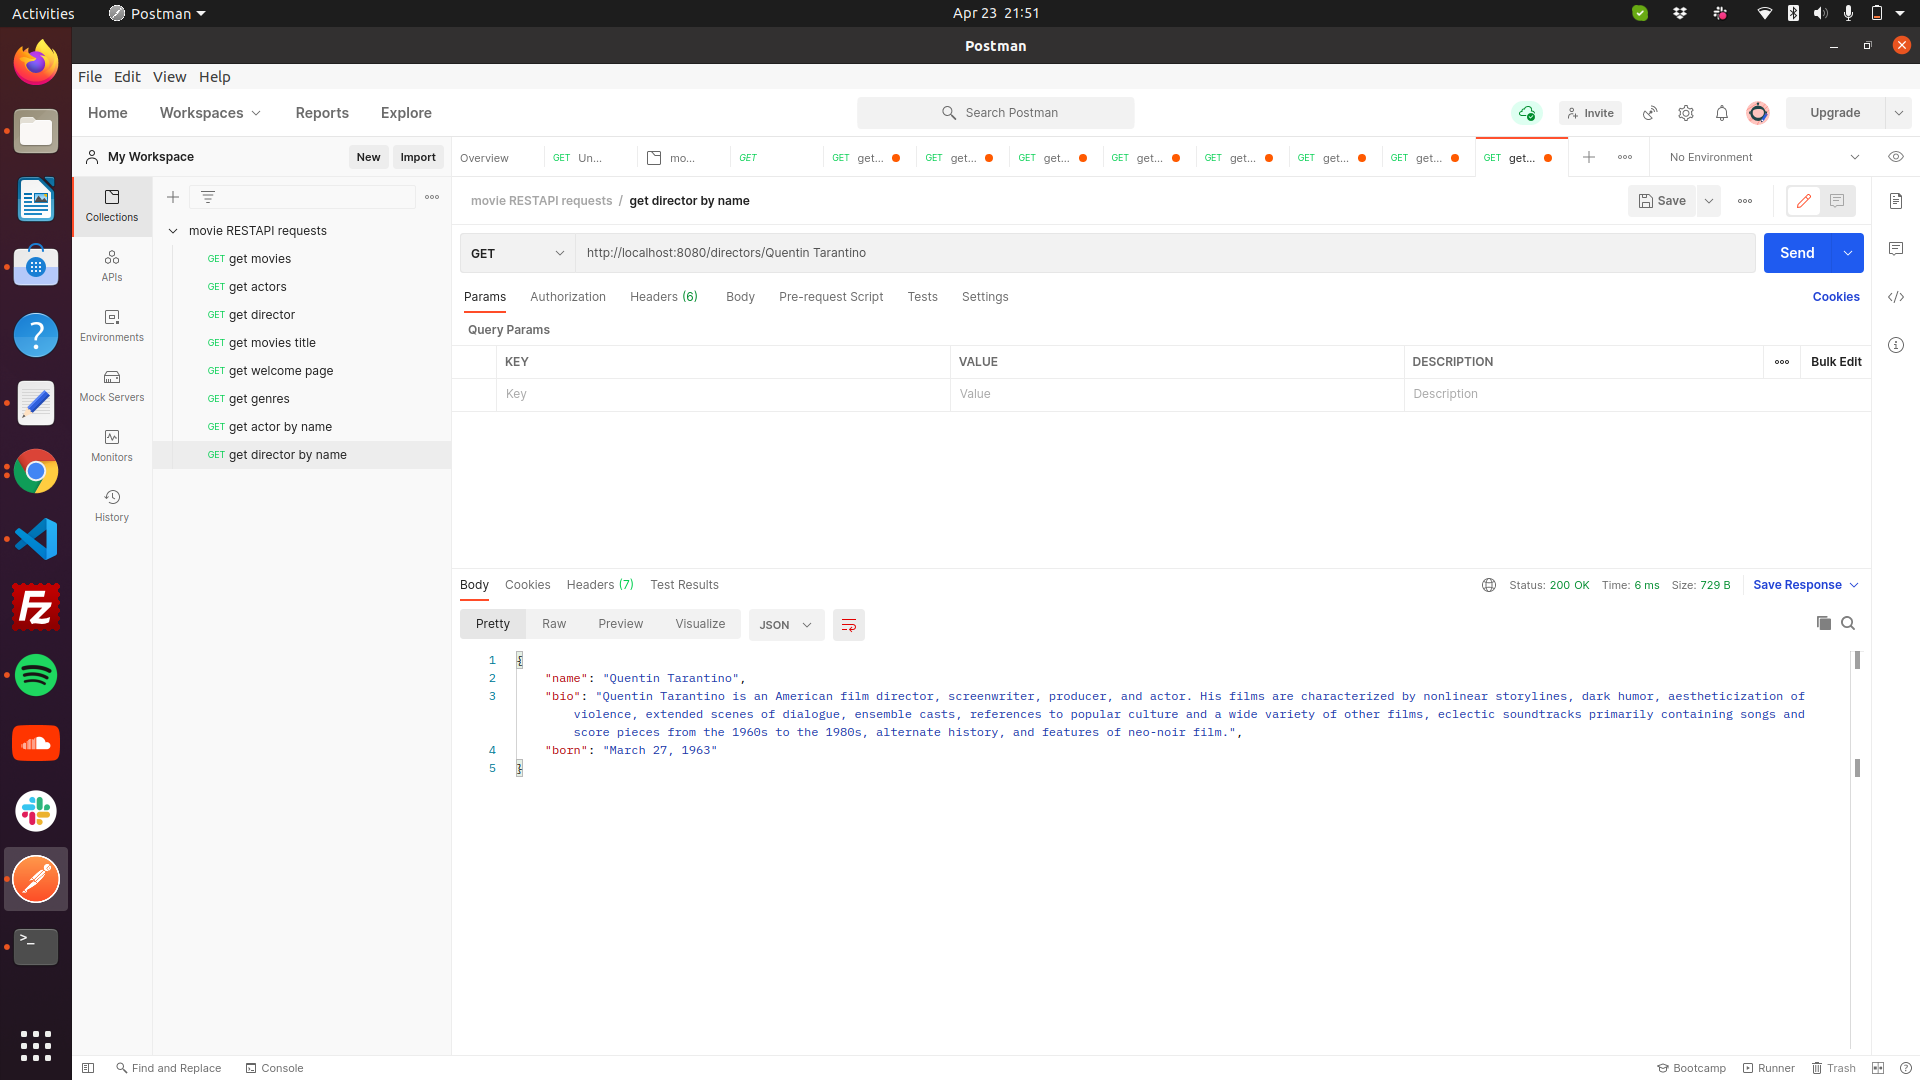 Activities Postman Apr 23 21:51
Postman
File Edit View Help
Home Workspaces Reports Explore Search Postman Invite Upgrade
My Workspace New Import Overview GET Un... mo... GET GET get... GET get... GET get... GET get... GET get... GET get... GET get... GET get... No Environment
Collections
APIs
Environments
Mock Servers
Monitors
History
movie RESTAPI requests
GET get movies
GET get actors
GET get director
GET get movies title
GET get welcome page
GET get genres
GET get actor by name
GET get director by name
movie RESTAPI requests / get director by name Save
GET http://localhost:8080/directors/Quentin Tarantino Send
Params Authorization Headers (6) Body Pre-request Script Tests Settings Cookies
Query Params
KEY VALUE DESCRIPTION Bulk Edit
Key Value Description
Body Cookies Headers (7) Test Results Status: 200 OK Time: 6 ms Size: 729 B Save Response
Pretty Raw Preview Visualize JSON
1 {
2 "name": "Quentin Tarantino",
3 "bio": "Quentin Tarantino is an American film director, screenwriter, producer, and actor. His films are characterized by nonlinear storylines, dark humor, aestheticization of
violence, extended scenes of dialogue, ensemble casts, references to popular culture and a wide variety of other films, eclectic soundtracks primarily containing songs and
score pieces from the 1960s to the 1980s, alternate history, and features of neo-noir film.",
4 "born": "March 27, 1963"
5 }
Find and Replace Console Bootcamp Runner Trash